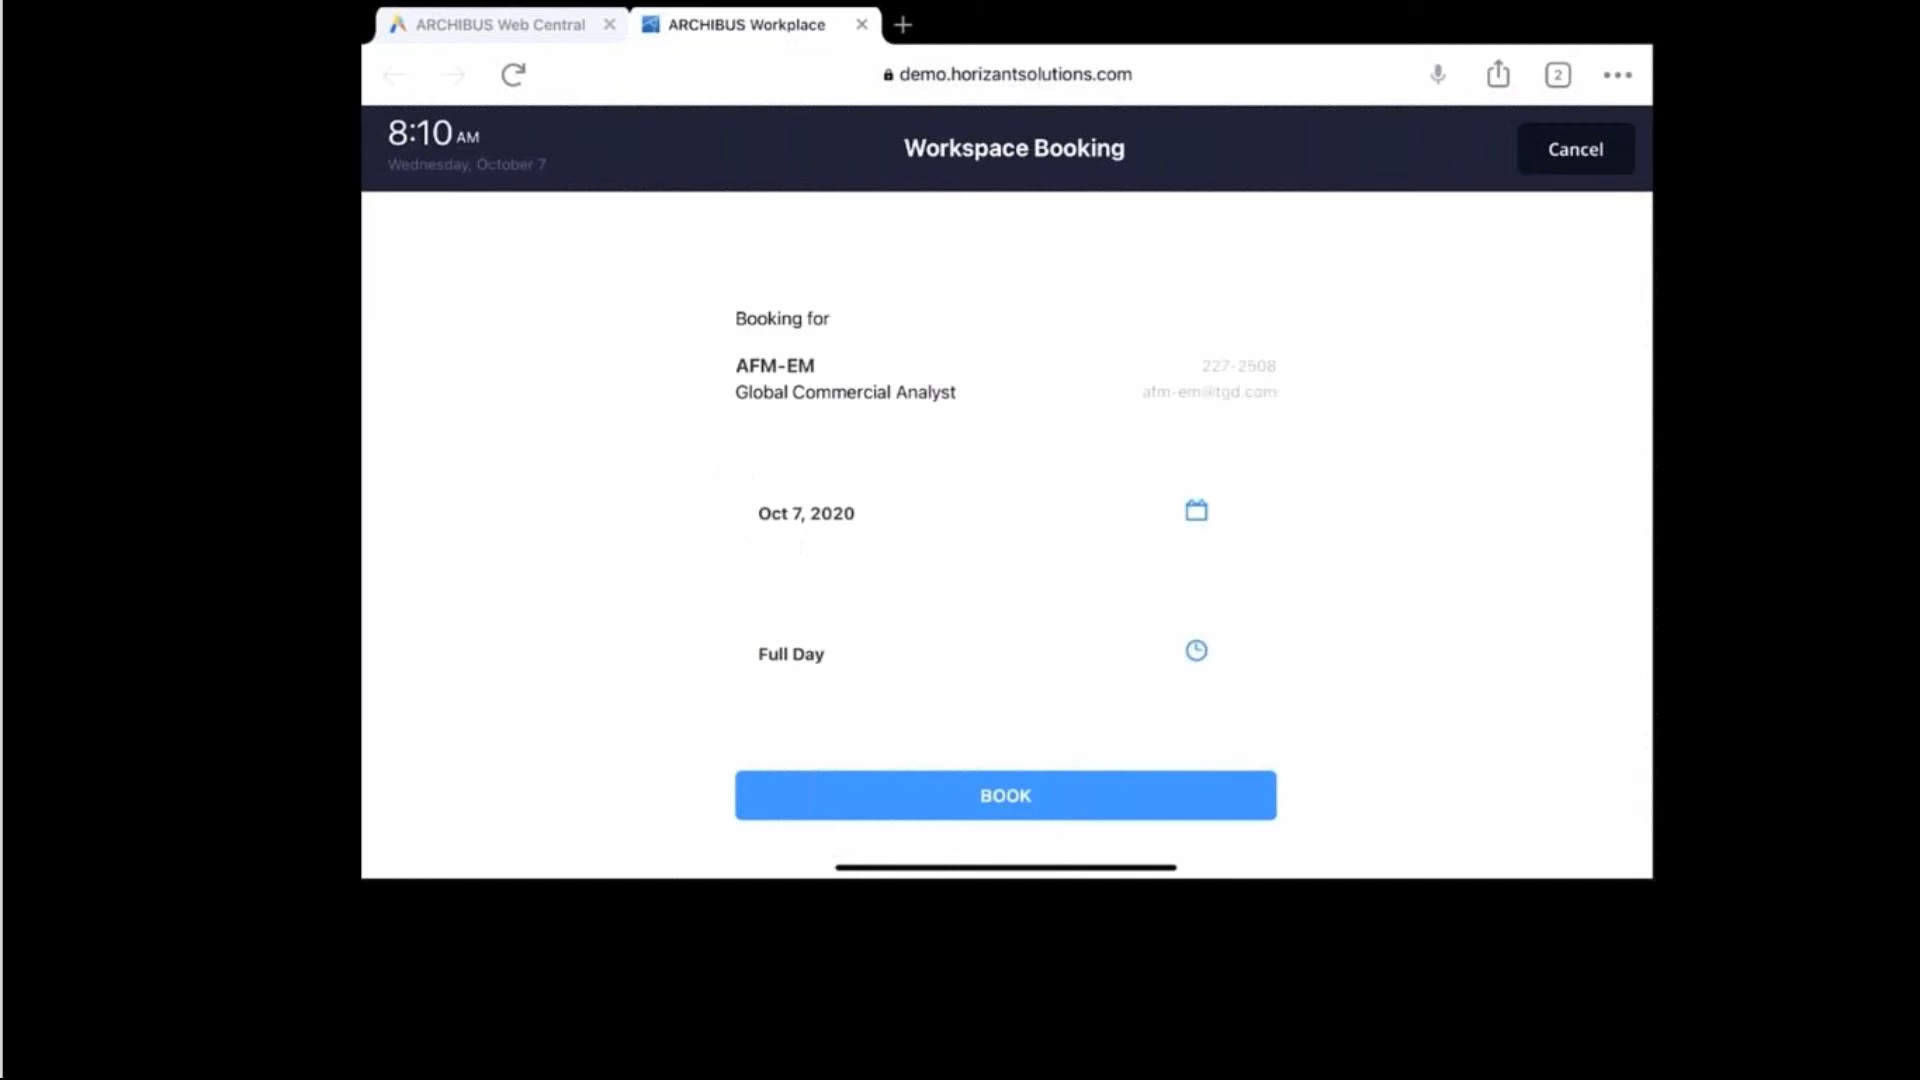 ARCHIBUS Web Central
ARCHIBUS Workplace
demo.horizantsolutions.com
2
8:10 AM
Wednesday, October 7
Workspace Booking
Cancel
Booking for
AFM-EM
227-2508
Global Commercial Analyst
afm-em@tgd.com
Oct 7, 2020
Full Day
BOOK